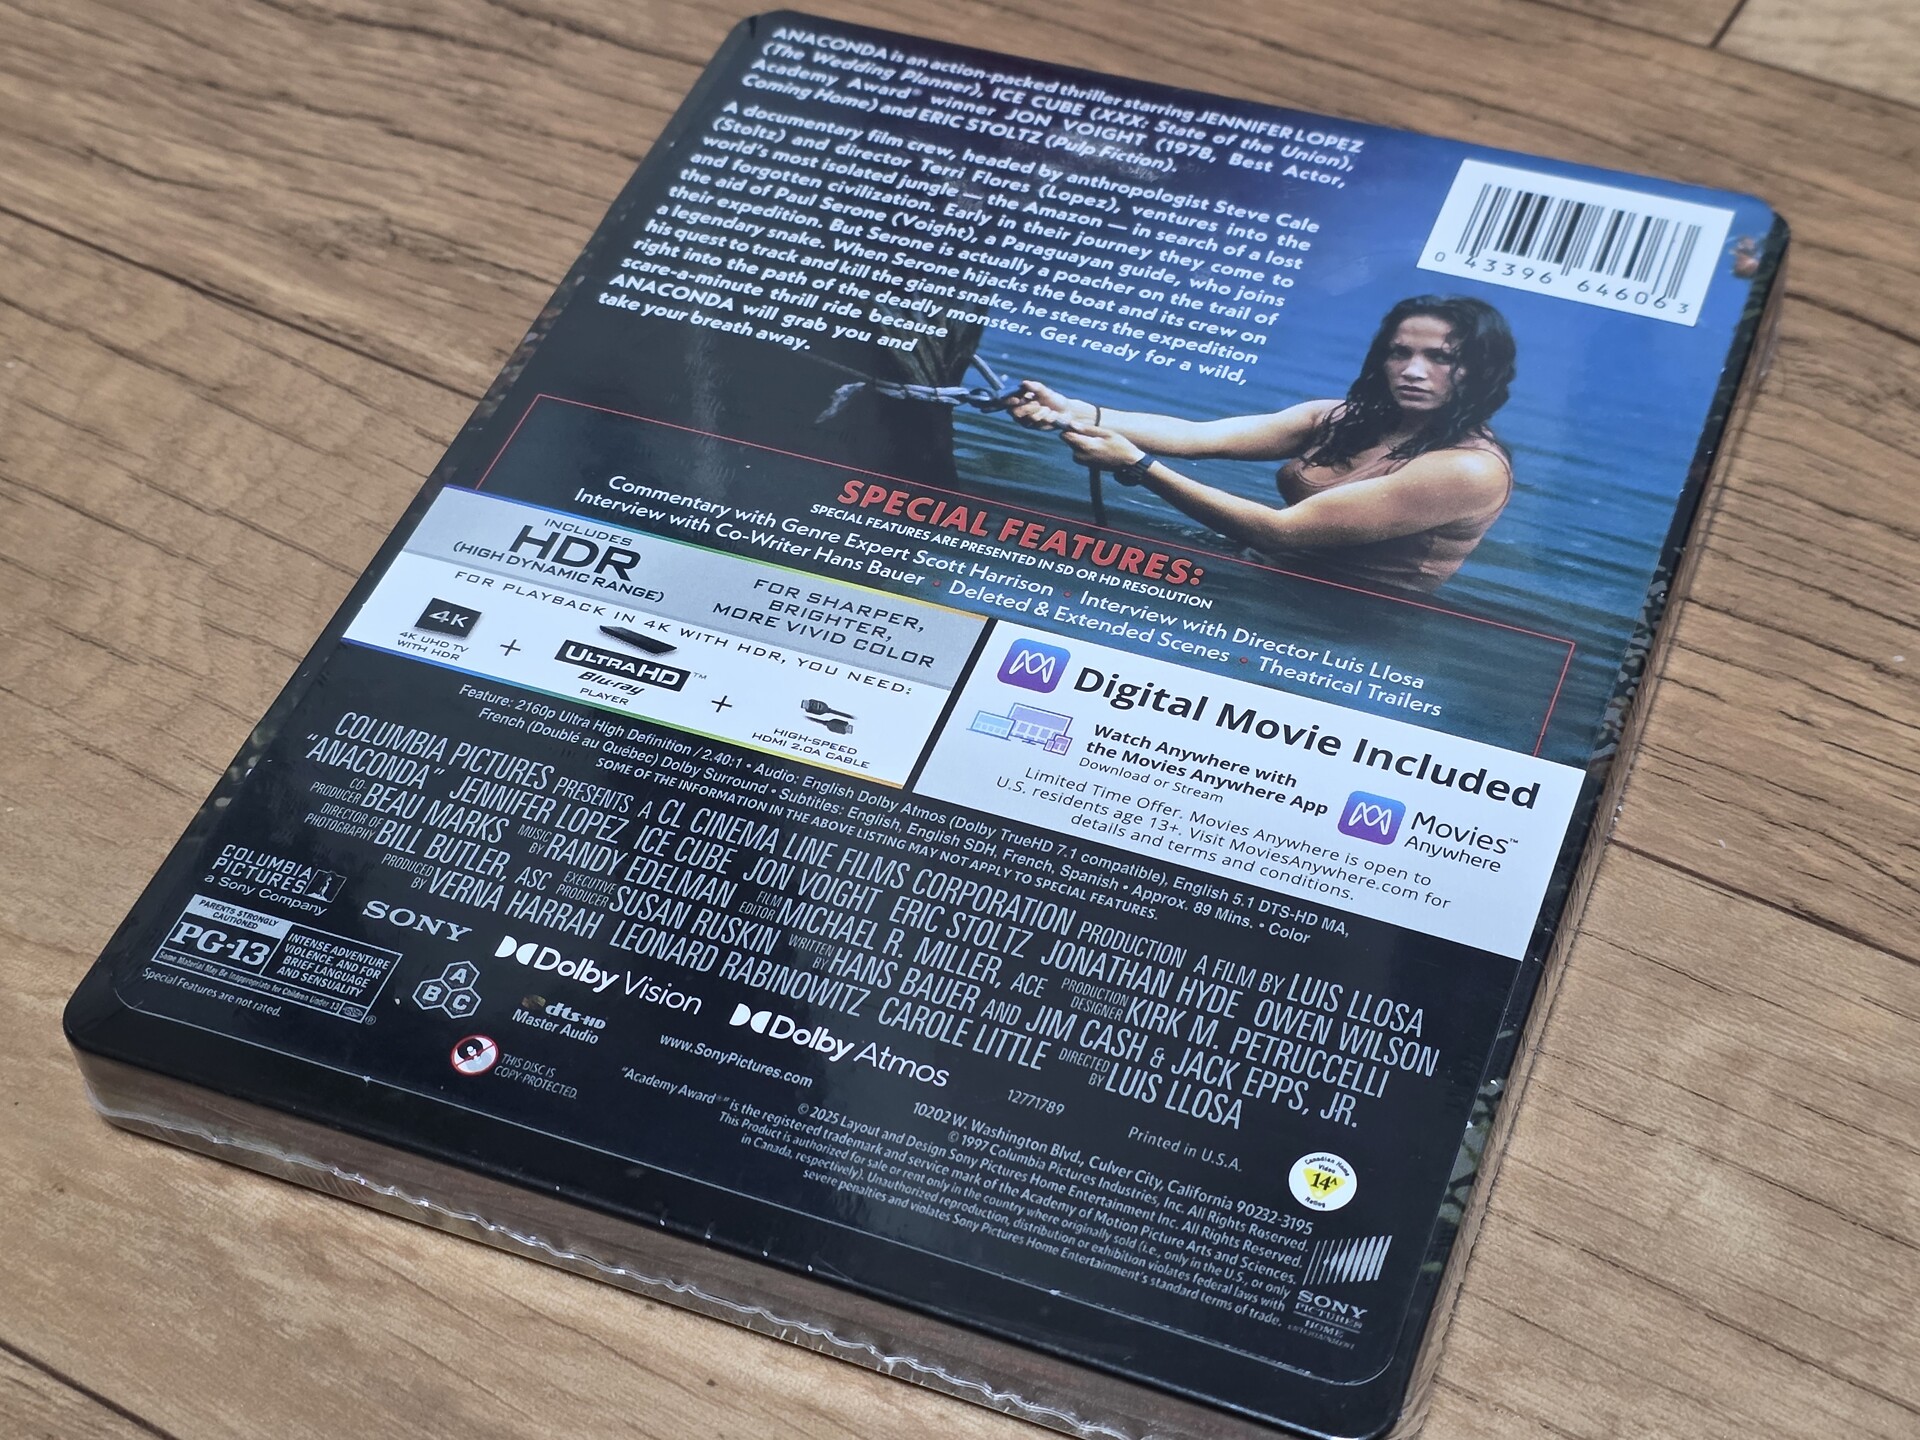 ANACONDA is an action-packed thriller starring JENNIFER LOPEZ
(The Wedding Planner), ICE CUBE (XXX: State of the Union),
Academy Award® winner JON VOIGHT (1978, Best Actor,
Coming Home) and ERIC STOLTZ (Pulp Fiction).
A documentary film crew, headed by anthropologist Steve Cale
(Stoltz) and director Terri Flores (Lopez), ventures into the
world's most isolated jungle — the Amazon — in search of a lost
and forgotten civilization. Early in their journey they come to
the aid of Paul Serone (Voight), a Paraguayan guide, who joins
their expedition. But Serone is actually a poacher on the trail of
a legendary snake. When Serone hijacks the boat and its crew on
his quest to track and kill the giant snake, he steers the expedition
right into the path of the deadly monster. Get ready for a wild,
scare-a-minute thrill ride because
ANACONDA will grab you and
take your breath away.
0 43396 64606 3
SPECIAL FEATURES:
SPECIAL FEATURES ARE PRESENTED IN SD OR HD RESOLUTION
Commentary with Genre Expert Scott Harrison • Interview with Director Luis Llosa
Interview with Co-Writer Hans Bauer • Deleted & Extended Scenes • Theatrical Trailers
INCLUDES
HDR
(HIGH DYNAMIC RANGE)
FOR SHARPER,
BRIGHTER,
MORE VIVID COLOR
FOR PLAYBACK IN 4K WITH HDR, YOU NEED:
4K
4K UHD TV
WITH HDR
+
ULTRA HD™
Blu-ray
PLAYER
+
HIGH-SPEED
HDMI 2.0A CABLE
Digital Movie Included
Watch Anywhere with
the Movies Anywhere App
Download or Stream
Movies™
Anywhere
Limited Time Offer. Movies Anywhere is open to
U.S. residents age 13+. Visit MoviesAnywhere.com for
details and terms and conditions.
Feature: 2160p Ultra High Definition / 2.40:1 • Audio: English Dolby Atmos (Dolby TrueHD 7.1 compatible), English 5.1 DTS-HD MA,
French (Doublé au Québec) Dolby Surround • Subtitles: English, English SDH, French, Spanish • Approx. 89 Mins. • Color
SOME OF THE INFORMATION IN THE ABOVE LISTING MAY NOT APPLY TO SPECIAL FEATURES.
COLUMBIA PICTURES PRESENTS A CL CINEMA LINE FILMS CORPORATION PRODUCTION A FILM BY LUIS LLOSA
"ANACONDA" JENNIFER LOPEZ ICE CUBE JON VOIGHT ERIC STOLTZ JONATHAN HYDE OWEN WILSON
CO-PRODUCER BEAU MARKS MUSIC BY RANDY EDELMAN FILM EDITOR MICHAEL R. MILLER, ACE PRODUCTION DESIGNER KIRK M. PETRUCCELLI
DIRECTOR OF PHOTOGRAPHY BILL BUTLER, ASC EXECUTIVE PRODUCER SUSAN RUSKIN WRITTEN BY HANS BAUER AND JIM CASH & JACK EPPS, JR.
PRODUCED BY VERNA HARRAH LEONARD RABINOWITZ CAROLE LITTLE DIRECTED BY LUIS LLOSA
COLUMBIA
PICTURES
a Sony Company
SONY
Dolby Vision
Dolby Atmos
PARENTS STRONGLY CAUTIONED
PG-13
INTENSE ADVENTURE
VIOLENCE, AND FOR
BRIEF LANGUAGE
AND SENSUALITY
Some Material May Be Inappropriate for Children Under 13
®
Special Features are not rated.
A B C
dts-HD
Master Audio
THIS DISC IS
COPY-PROTECTED.
www.SonyPictures.com
12771789
Printed in U.S.A.
10202 W. Washington Blvd., Culver City, California 90232-3195
© 1997 Columbia Pictures Industries, Inc. All Rights Reserved.
© 2025 Layout and Design Sony Pictures Home Entertainment Inc. All Rights Reserved.
"Academy Award®" is the registered trademark and service mark of the Academy of Motion Picture Arts and Sciences.
This Product is authorized for sale or rent only in the country where originally sold (i.e., only in the U.S., or only
in Canada, respectively). Unauthorized reproduction, distribution or exhibition violates federal laws with
severe penalties and violates Sony Pictures Home Entertainment's standard terms of trade.
Canadian Home
Video
14A
Rating
SONY
PICTURES
HOME
ENTERTAINMENT